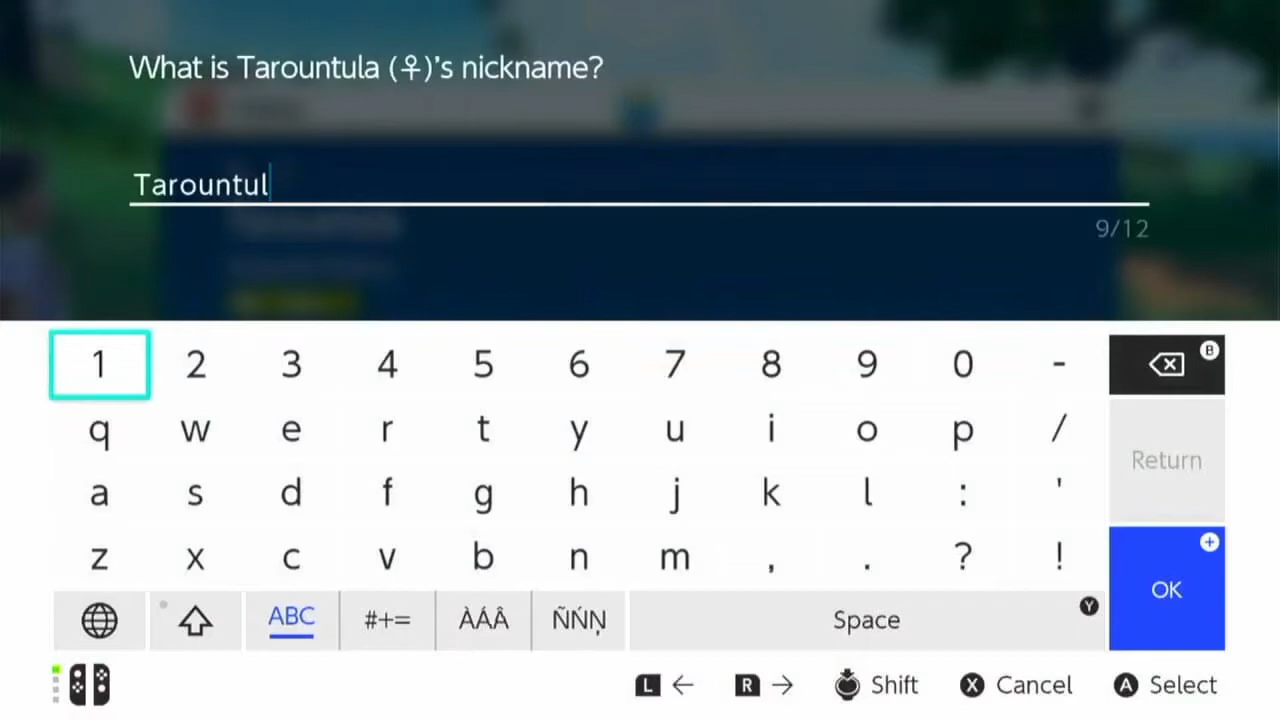 What is Tarountula (♀)'s nickname?
Tarountul
9/12
1 2 3 4 5 6 7 8 9 0 - B
q w e r t y u i o p /
Return
a s d f g h j k l : '
z x c v b n m , . ? ! +
OK
ABC #+= ÀÁÂ ÑŃŅ Space Y
L ← R → Shift X Cancel A Select